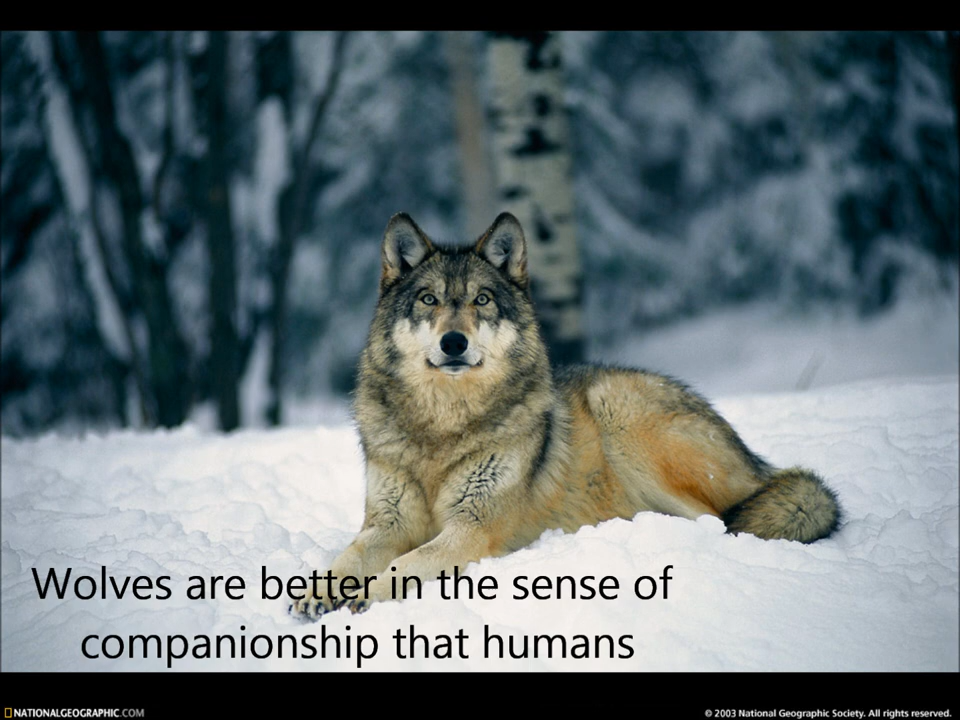 Wolves are better in the sense of
companionship that humans
NATIONALGEOGRAPHIC.COM
© 2003 National Geographic Society. All rights reserved.